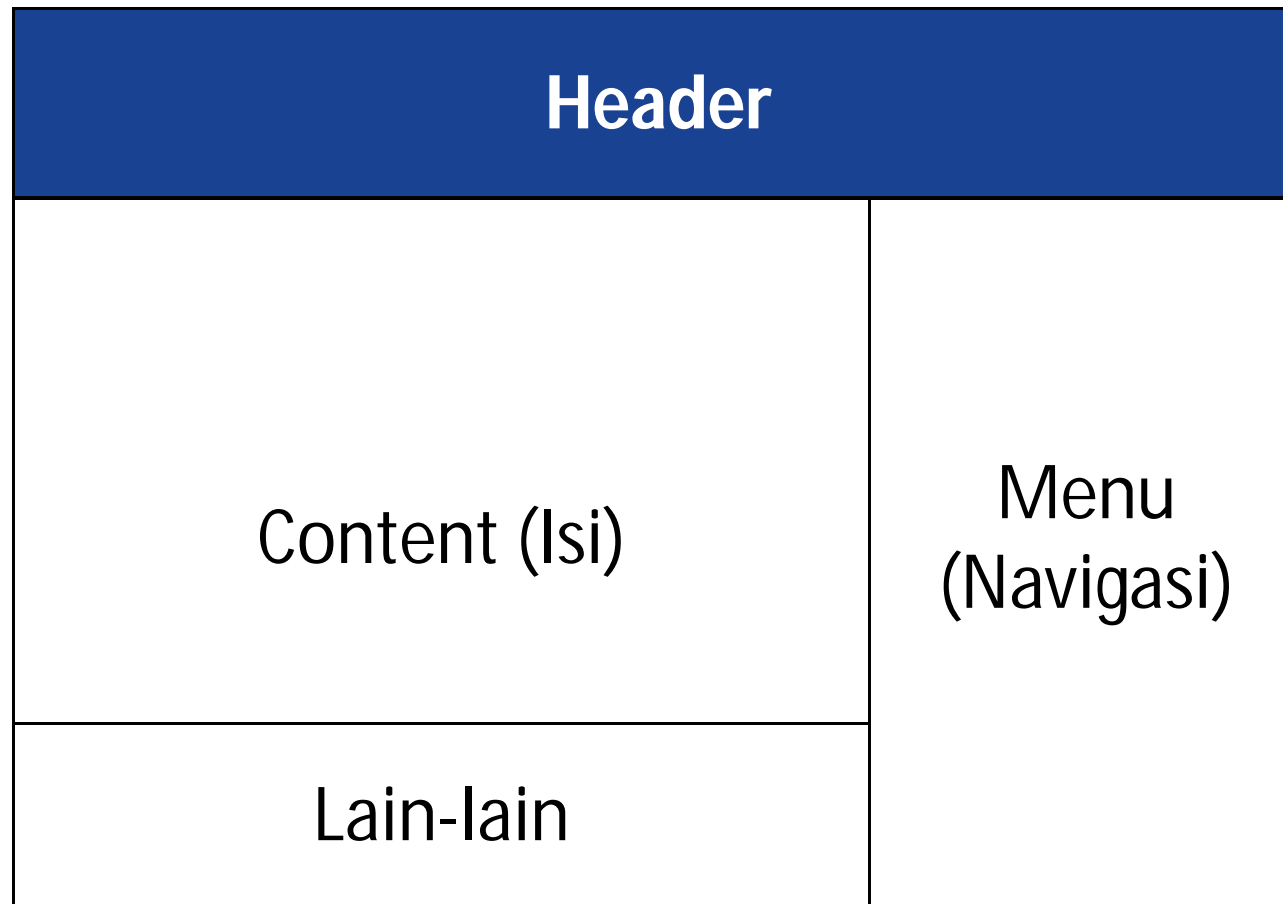 Header
Content (Isi)
Menu
(Navigasi)
Lain-lain